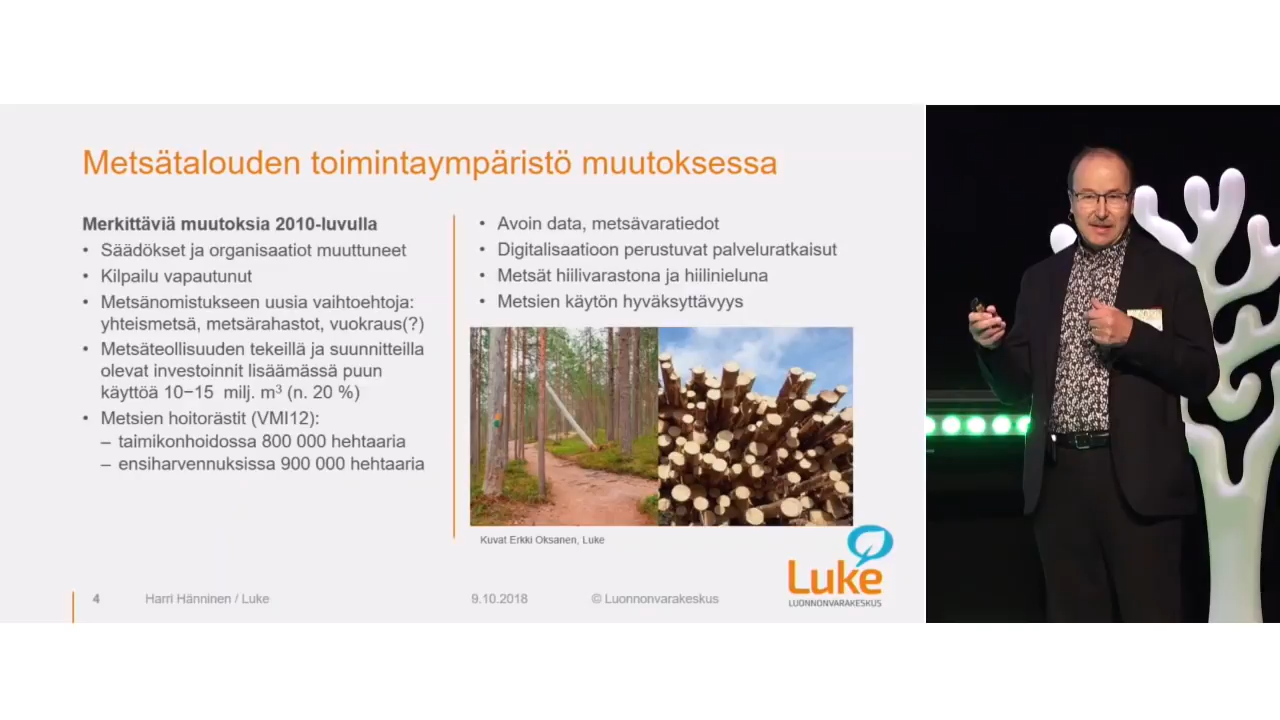 Metsätalouden toimintaympäristö muutoksessa
Merkittäviä muutoksia 2010-luvulla
• Säädökset ja organisaatiot muuttuneet
• Kilpailu vapautunut
• Metsänomistukseen uusia vaihtoehtoja:
yhteismetsä, metsärahastot, vuokraus(?)
• Metsäteollisuuden tekeillä ja suunnitteilla
olevat investoinnit lisäämässä puun
käyttöä 10−15 milj. m³ (n. 20 %)
• Metsien hoitorästit (VMI12):
– taimikonhoidossa 800 000 hehtaaria
– ensiharvennuksissa 900 000 hehtaaria
• Avoin data, metsävaratiedot
• Digitalisaatioon perustuvat palveluratkaisut
• Metsät hiilivarastona ja hiilinieluna
• Metsien käytön hyväksyttävyys
Kuvat Erkki Oksanen, Luke
Luke
LUONNONVARAKESKUS
4 Harri Hänninen / Luke 9.10.2018 © Luonnonvarakeskus